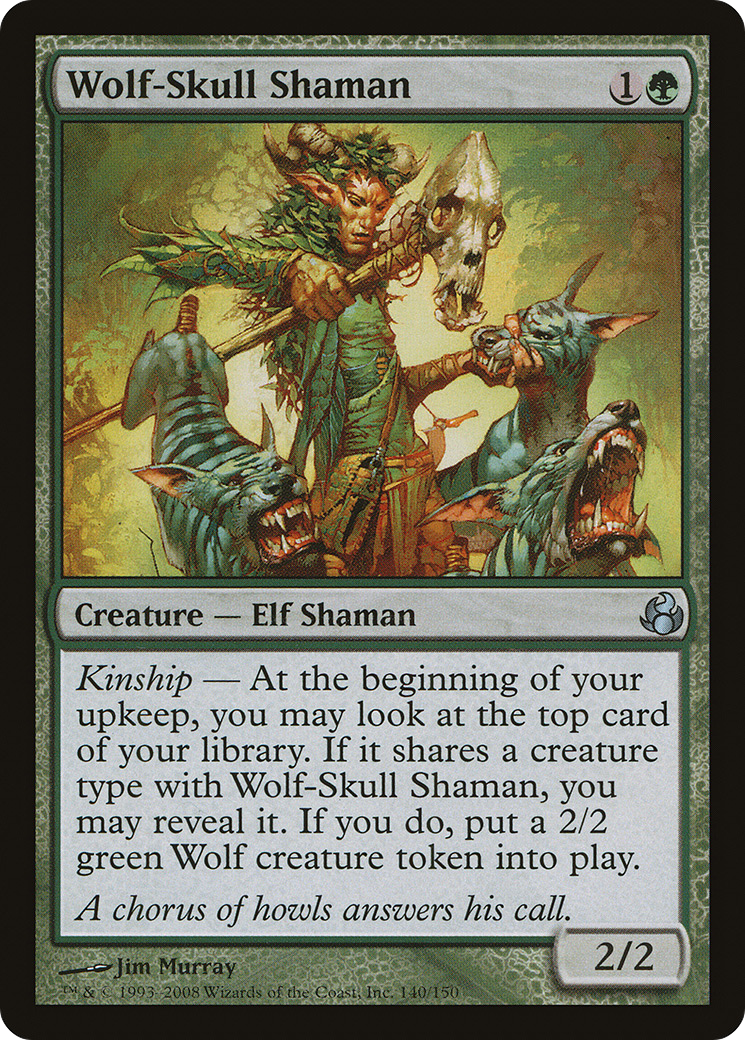 Wolf-Skull Shaman 1
Creature — Elf Shaman
Kinship — At the beginning of your
upkeep, you may look at the top card
of your library. If it shares a creature
type with Wolf-Skull Shaman, you
may reveal it. If you do, put a 2/2
green Wolf creature token into play.
A chorus of howls answers his call.
2/2
Jim Murray
™ & © 1993–2008 Wizards of the Coast, Inc. 140/150